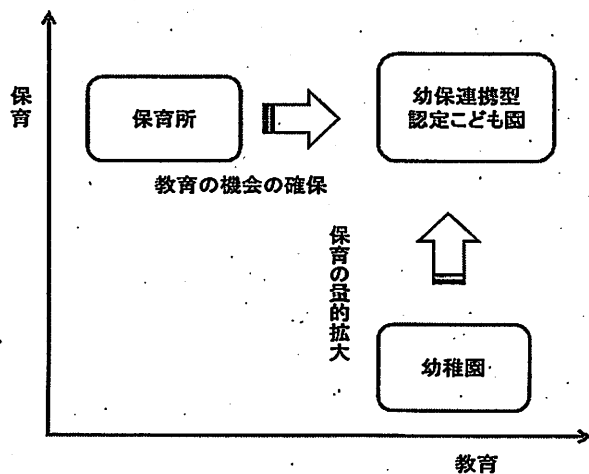 保育
保育所
幼保連携型
認定こども園
教育の機会の確保
保育の量的拡大
幼稚園
教育